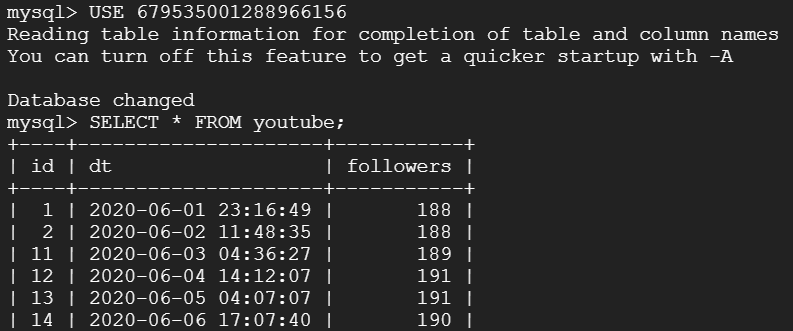 mysql> USE 679535001288966156
Reading table information for completion of table and column names
You can turn off this feature to get a quicker startup with -A

Database changed
mysql> SELECT * FROM youtube;
+----+---------------------+-----------+
| id | dt                  | followers |
+----+---------------------+-----------+
|  1 | 2020-06-01 23:16:49 |       188 |
|  2 | 2020-06-02 11:48:35 |       188 |
| 11 | 2020-06-03 04:36:27 |       189 |
| 12 | 2020-06-04 14:12:07 |       191 |
| 13 | 2020-06-05 04:07:07 |       191 |
| 14 | 2020-06-06 17:07:40 |       190 |